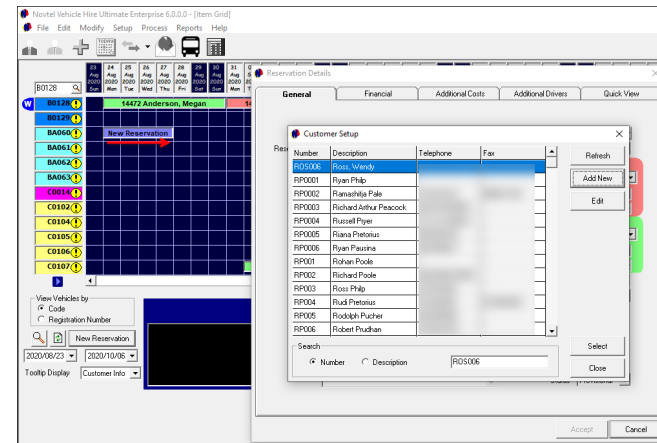 Novtel Vehicle Hire Ultimate Enterprise 6.0.0.0 - [Item Grid]
File Edit Modify Setup Process Reports Help
23 24 25 26 27 28 29 30 31
Aug Aug Aug Aug Aug Aug Aug Aug Aug
2020 2020 2020 2020 2020 2020 2020 2020 2020
B0128 Sun Mon Tue Wed Thu Fri Sat Sun Mon
W B0128 14472 Anderson, Megan
B0129
BA060 New Reservation
BA061
BA062
BA063
C0014
C0102
C0104
C0105
C0106
C0107
View Vehicles by
Code
Registration Number
New Reservation
2020/08/23 2020/10/06
Tooltip Display Customer Info
Reservation Details
General Financial Additional Costs Additional Drivers Quick View
Customer Setup
Number Description Telephone Fax
ROS006 Ross, Wendy
RP0001 Ryan Philp
RP0002 Ramashitja Pale
RP0003 Richard Arthur Peacock
RP0004 Russell Pryer
RP0005 Riana Pretorius
RP0006 Ryan Pausina
RP001 Rohan Poole
RP002 Richard Poole
RP003 Ross Philp
RP004 Rudi Pretorius
RP005 Rodolph Pucher
RP006 Robert Prudhan
Refresh
Add New
Edit
Search
Number Description ROS006
Select
Close
Accept Cancel